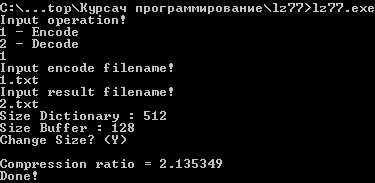 C:\...top\Курсач программирование\lz77>lz77.exe
Input operation!
1 - Encode
2 - Decode
1
Input encode filename!
1.txt
Input result filename!
2.txt
Size Dictionary : 512
Size Buffer : 128
Change Size? (Y)
Compression ratio = 2.135349
Done!